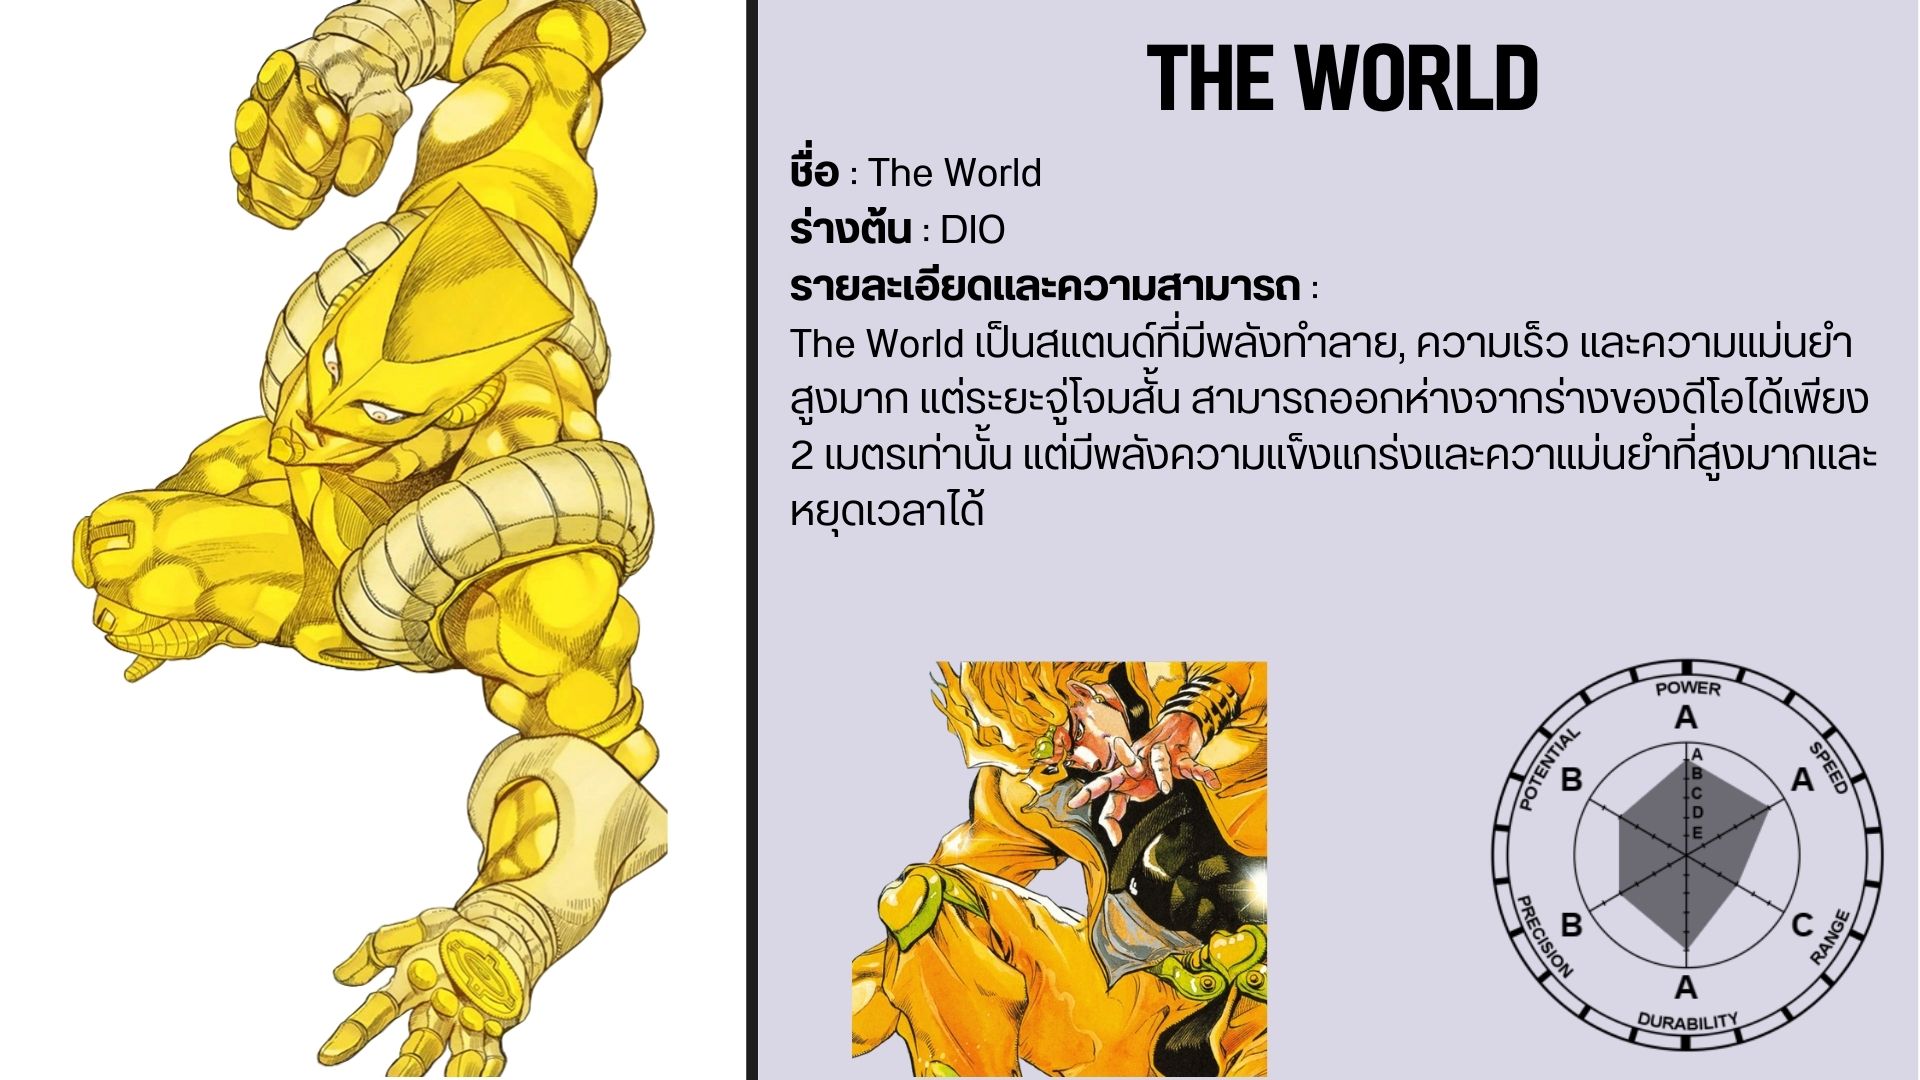 THE WORLD
ชื่อ : The World
ร่างต้น : DIO
รายละเอียดและความสามารถ :
The World เป็นสแตนด์ที่มีพลังทำลาย, ความเร็ว และความแม่นยำ
สูงมาก แต่ระยะจู่โจมสั้น สามารถออกห่างจากร่างของดีโอได้เพียง
2 เมตรเท่านั้น แต่มีพลังความแข็งแกร่งและควาแม่นยำที่สูงมากและ
หยุดเวลาได้
POWER
A
POTENTIAL
B
SPEED
A
A
B
C
D
E
PRECISION
B
RANGE
C
A
DURABILITY